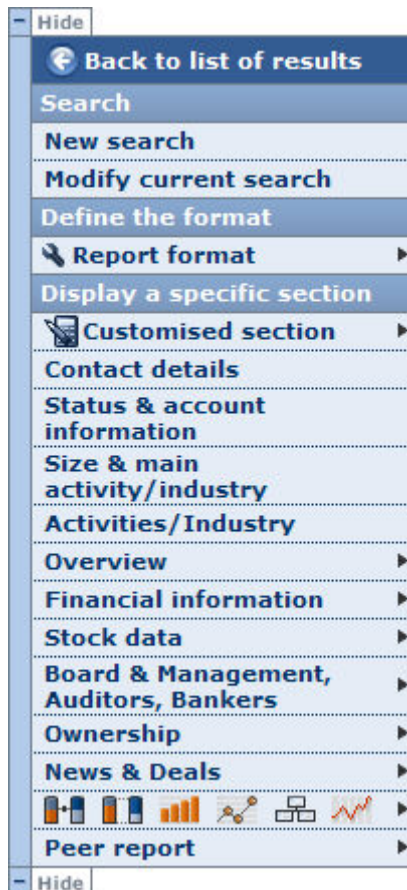 Hide
Back to list of results
Search
New search
Modify current search
Define the format
Report format
Display a specific section
Customised section
Contact details
Status & account
information
Size & main
activity/industry
Activities/Industry
Overview
Financial information
Stock data
Board & Management,
Auditors, Bankers
Ownership
News & Deals
Peer report
Hide